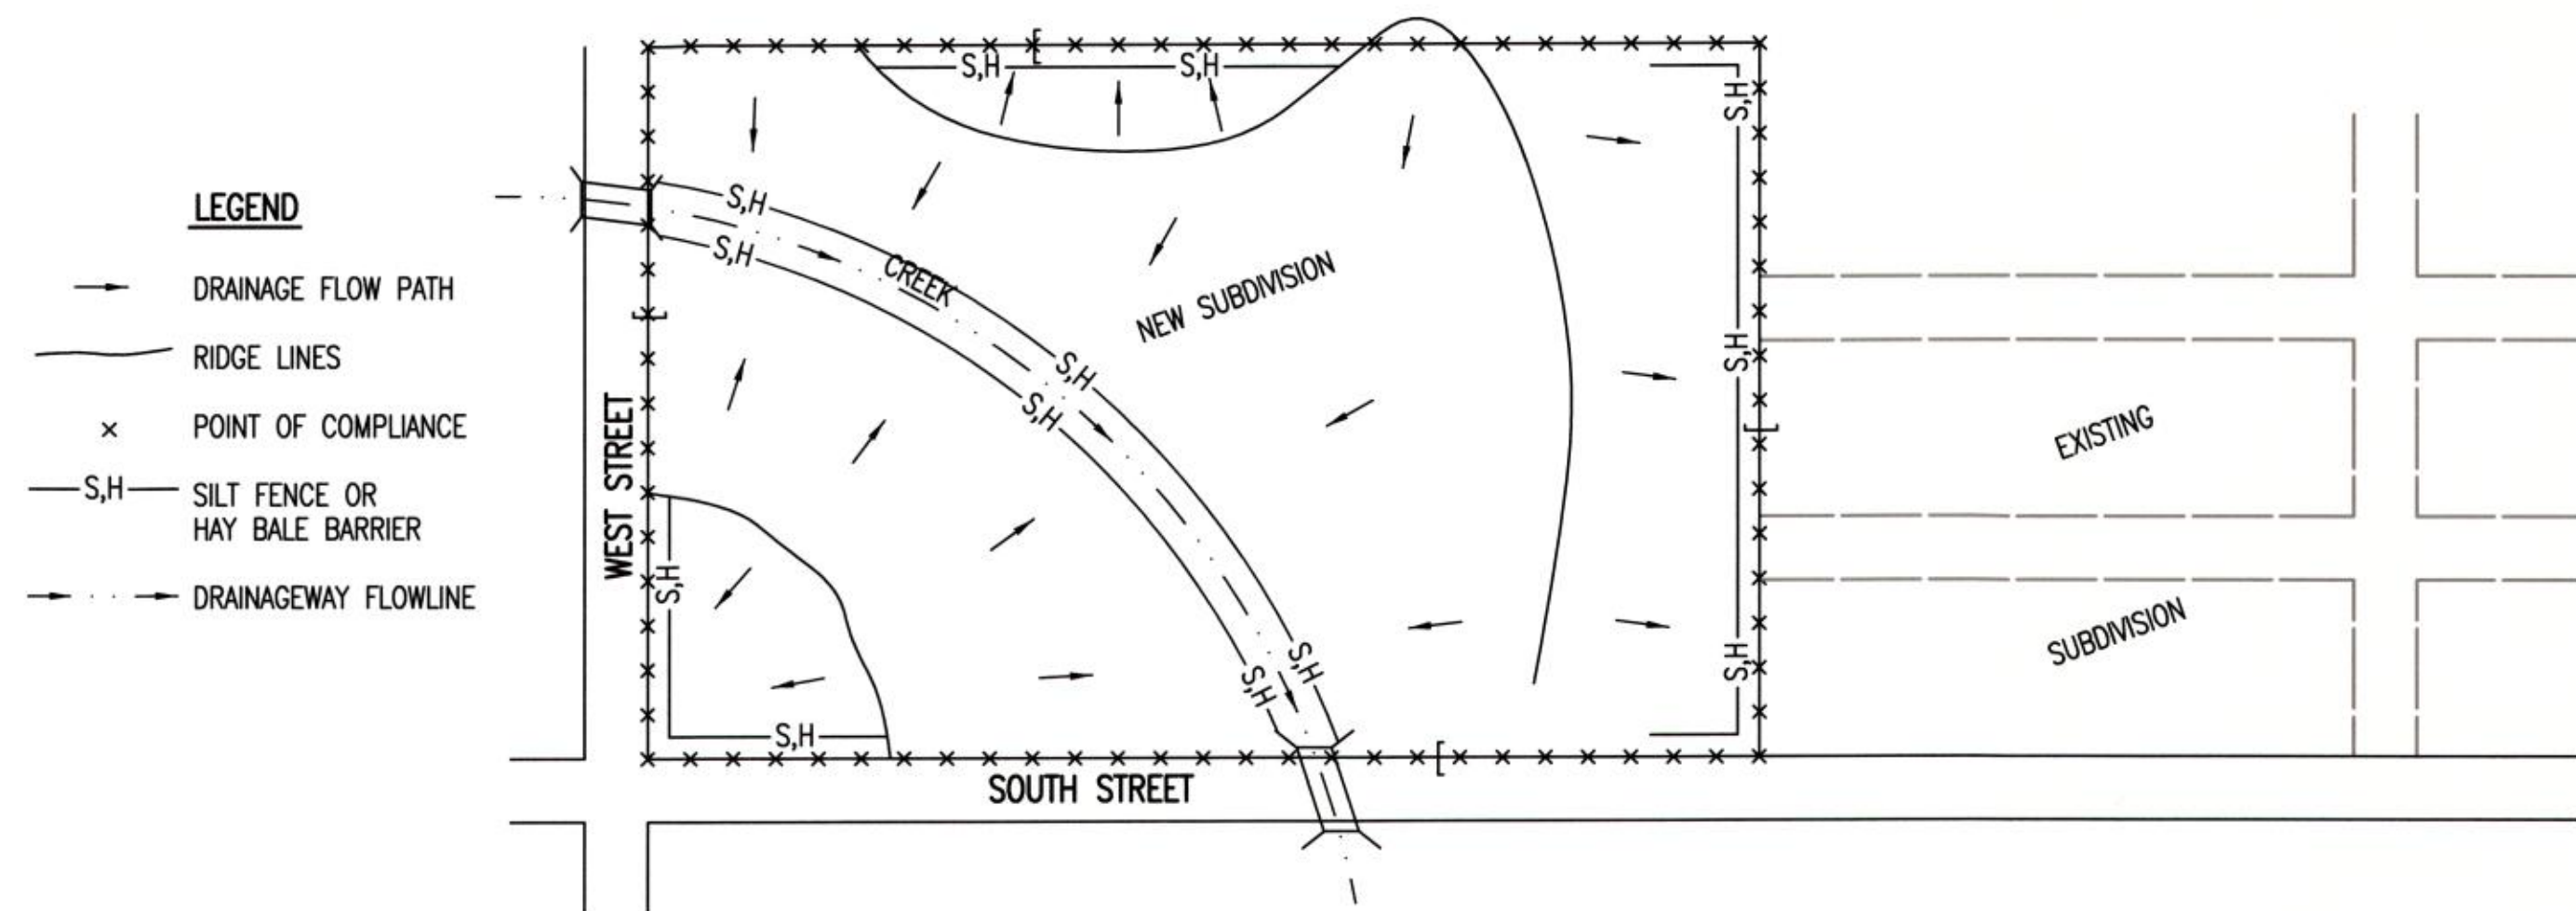 LEGEND
DRAINAGE FLOW PATH
RIDGE LINES
POINT OF COMPLIANCE
S,H
SILT FENCE OR
HAY BALE BARRIER
DRAINAGEWAY FLOWLINE
S,H
S,H
S,H
S,H
S,H
CREEK
NEW SUBDIVISION
S,H
S,H
S,H
WEST STREET
EXISTING
S,H
SUBDIVISION
S,H
S,H
S,H
S,H
SOUTH STREET